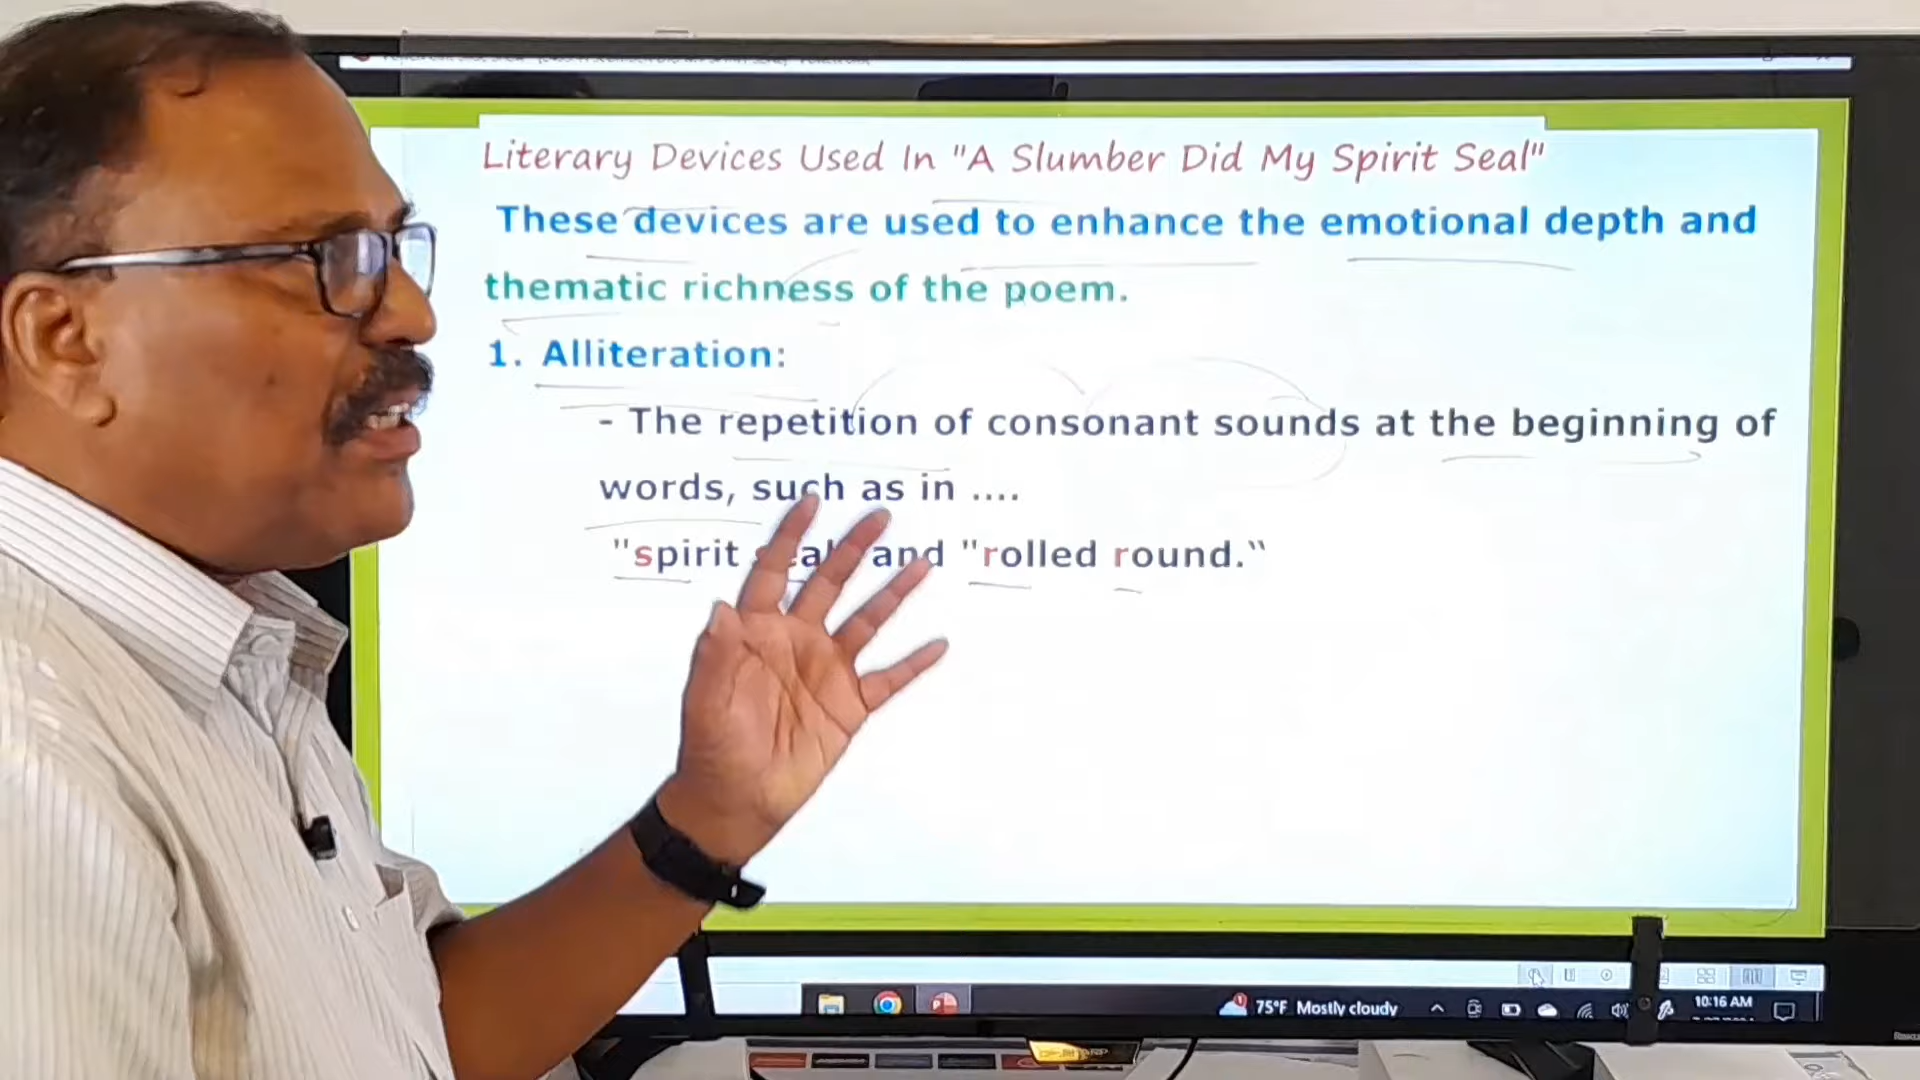 Literary Devices Used In "A Slumber Did My Spirit Seal"
These devices are used to enhance the emotional depth and
thematic richness of the poem.
1. Alliteration:
- The repetition of consonant sounds at the beginning of
words, such as in ....
"spirit and "rolled round."
75°F Mostly cloudy
10:16 AM